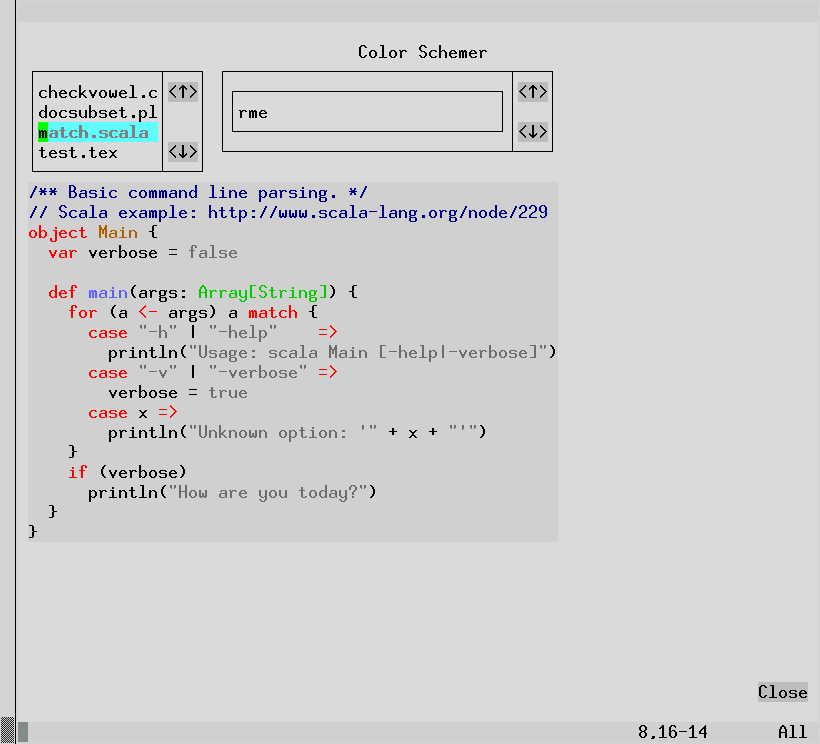 Color Schemer
checkvowel.c <↑>
docsubset.pl
match.scala
test.tex <↓>
<↑>
rme
<↓>
/** Basic command line parsing. */
// Scala example: http://www.scala-lang.org/node/229
object Main {
  var verbose = false

  def main(args: Array[String]) {
    for (a <- args) a match {
      case "-h" | "-help"    =>
        println("Usage: scala Main [-help|-verbose]")
      case "-v" | "-verbose" =>
        verbose = true
      case x =>
        println("Unknown option: '" + x + "'")
    }
    if (verbose)
      println("How are you today?")
  }
}
Close
8,16-14 All